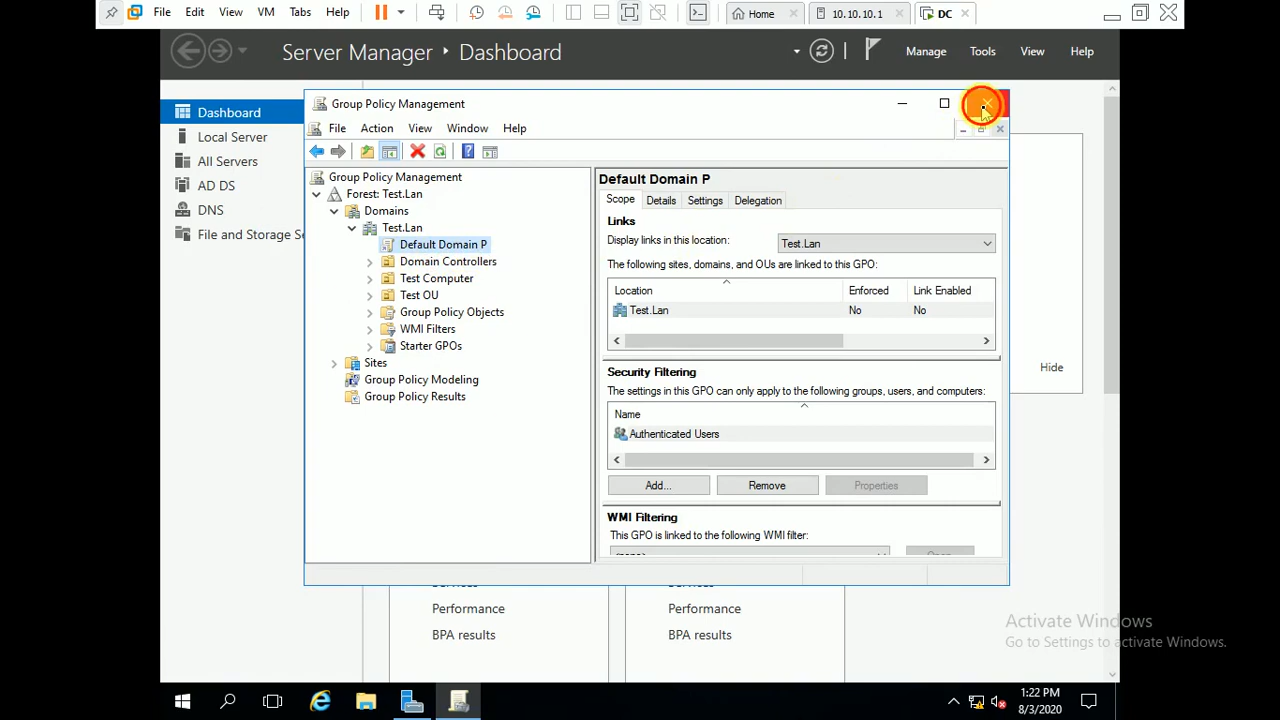 File Edit View VM Tabs Help Home 10.10.10.1 DC
Server Manager Dashboard Manage Tools View Help
Dashboard
Local Server
All Servers
AD DS
DNS
File and Storage Se
Group Policy Management
File Action View Window Help
Group Policy Management
Forest: Test.Lan
Domains
Test.Lan
Default Domain P
Domain Controllers
Test Computer
Test OU
Group Policy Objects
WMI Filters
Starter GPOs
Sites
Group Policy Modeling
Group Policy Results
Default Domain P
Scope Details Settings Delegation
Links
Display links in this location: Test.Lan
The following sites, domains, and OUs are linked to this GPO:
Location Enforced Link Enabled
Test.Lan No No
Security Filtering
The settings in this GPO can only apply to the following groups, users, and computers:
Name
Authenticated Users
Add... Remove Properties
WMI Filtering
This GPO is linked to the following WMI filter:
Hide
Performance Performance
BPA results BPA results
Activate Windows
Go to Settings to activate Windows.
1:22 PM
8/3/2020